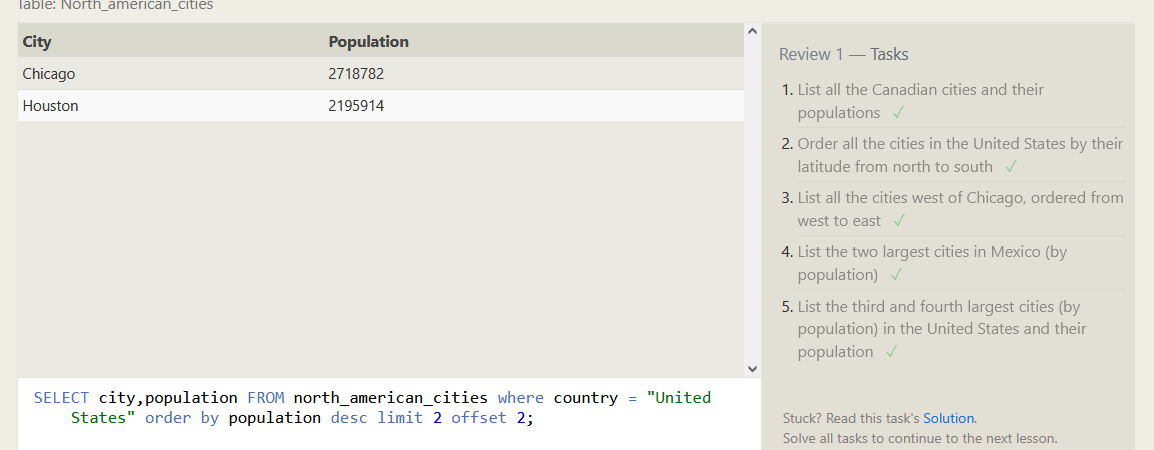 Table: North_american_cities
City Population
Chicago 2718782
Houston 2195914
SELECT city,population FROM north_american_cities where country = "United
States" order by population desc limit 2 offset 2;
Review 1 — Tasks
1. List all the Canadian cities and their
populations ✓
2. Order all the cities in the United States by their
latitude from north to south ✓
3. List all the cities west of Chicago, ordered from
west to east ✓
4. List the two largest cities in Mexico (by
population) ✓
5. List the third and fourth largest cities (by
population) in the United States and their
population ✓
Stuck? Read this task's Solution.
Solve all tasks to continue to the next lesson.